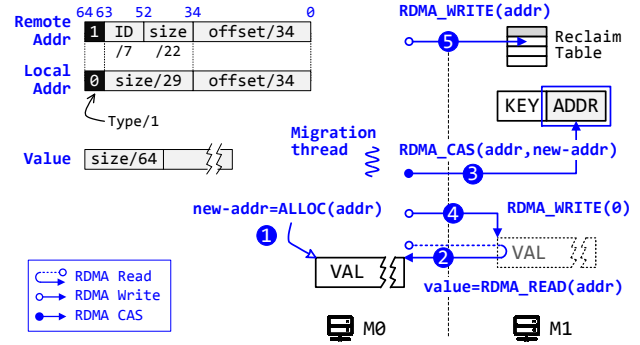 64 63 52 34 0
Remote Addr
1 ID size offset/34
/7 /22
Local Addr
0 size/29 offset/34
Type/1
Value
size/64
RDMA_WRITE(addr)
5
Reclaim
Table
KEY ADDR
Migration
thread
RDMA_CAS(addr,new-addr)
3
new-addr=ALLOC(addr)
1
4
RDMA_WRITE(0)
VAL
2
VAL
value=RDMA_READ(addr)
RDMA Read
RDMA Write
RDMA CAS
M0
M1